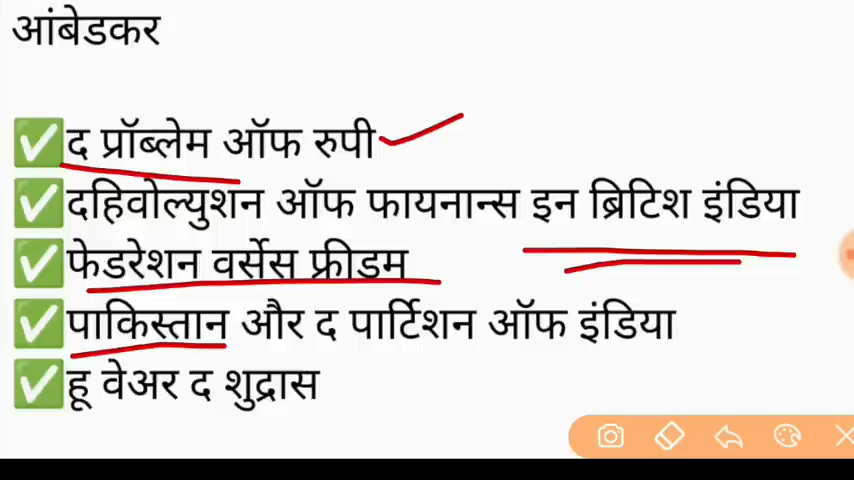 आंबेडकर
✅द प्रॉब्लेम ऑफ रुपी
✅दहिवोल्युशन ऑफ फायनान्स इन ब्रिटिश इंडिया
✅फेडरेशन वर्सेस फ्रीडम
✅पाकिस्तान और द पार्टिशन ऑफ इंडिया
✅हू वेअर द शुद्रास